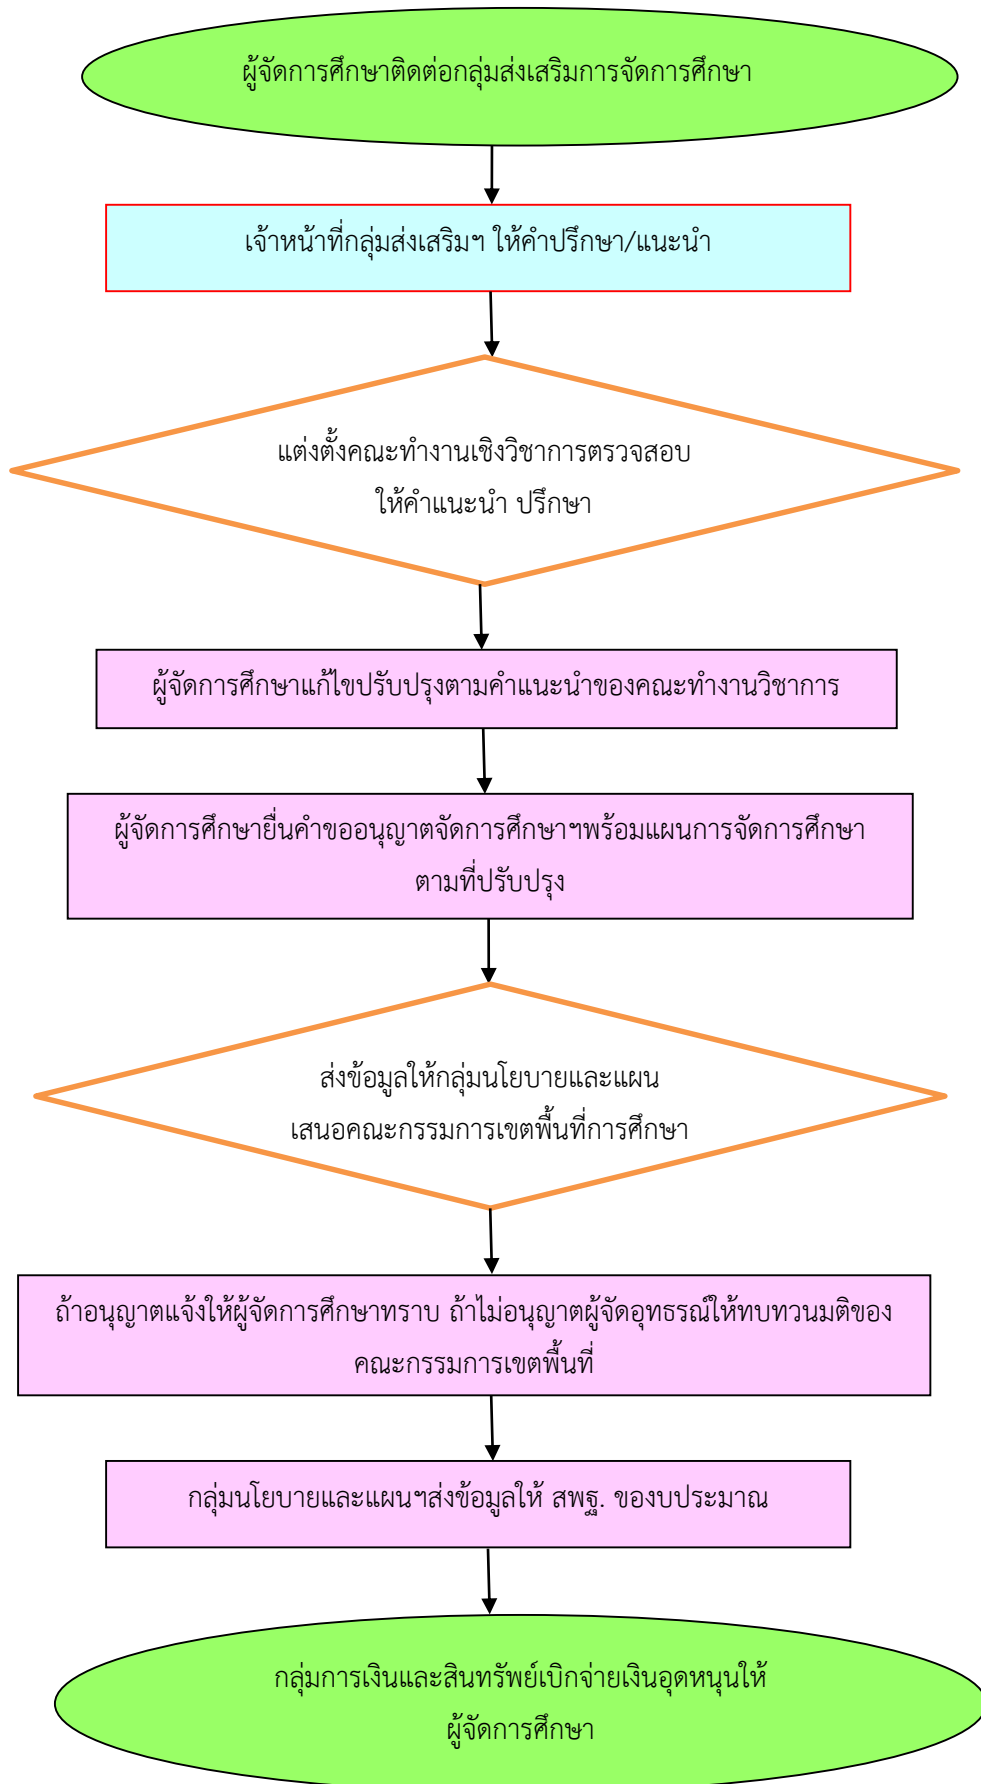 ผู้จัดการศึกษาติดต่อกลุ่มส่งเสริมการจัดการศึกษา
เจ้าหน้าที่กลุ่มส่งเสริมฯ ให้คำปรึกษา/แนะนำ
แต่งตั้งคณะทำงานเชิงวิชาการตรวจสอบ
ให้คำแนะนำ ปรึกษา
ผู้จัดการศึกษาแก้ไขปรับปรุงตามคำแนะนำของคณะทำงานวิชาการ
ผู้จัดการศึกษายื่นคำขออนุญาตจัดการศึกษาฯพร้อมแผนการจัดการศึกษา
ตามที่ปรับปรุง
ส่งข้อมูลให้กลุ่มนโยบายและแผน
เสนอคณะกรรมการเขตพื้นที่การศึกษา
ถ้าอนุญาตแจ้งให้ผู้จัดการศึกษาทราบ ถ้าไม่อนุญาตผู้จัดอุทธรณ์ให้ทบทวนมติของ
คณะกรรมการเขตพื้นที่
กลุ่มนโยบายและแผนฯส่งข้อมูลให้ สพฐ. ของบประมาณ
กลุ่มการเงินและสินทรัพย์เบิกจ่ายเงินอุดหนุนให้
ผู้จัดการศึกษา